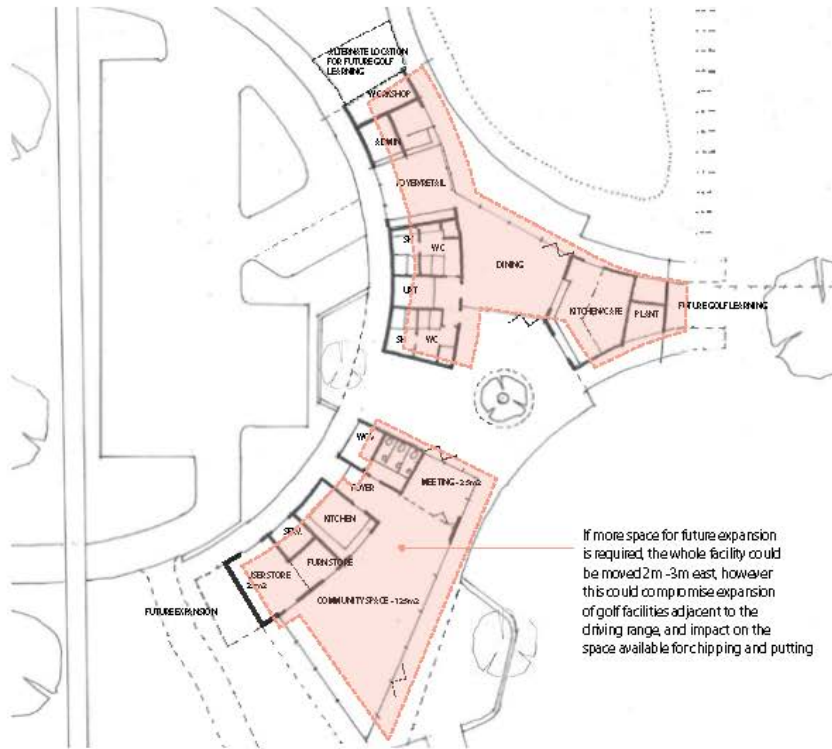 ALTERNATE LOCATION
FOR FUTURE GOLF
LEARNING
WORKSHOP
ADMIN
FOYER/RETAIL
SH
WC
DINING
KITCHEN/CAFE
PLANT
FUTURE GOLF LEARNING
SH
WC
MEETING - 25m2
FOYER
KITCHEN
FURN STORE
USER STORE
COMMUNITY SPACE - 125m2
FUTURE EXPANSION
If more space for future expansion
is required, the whole facility could
be moved 2m -3m east, however
this could compromise expansion
of golf facilities adjacent to the
driving range, and impact on the
space available for chipping and putting